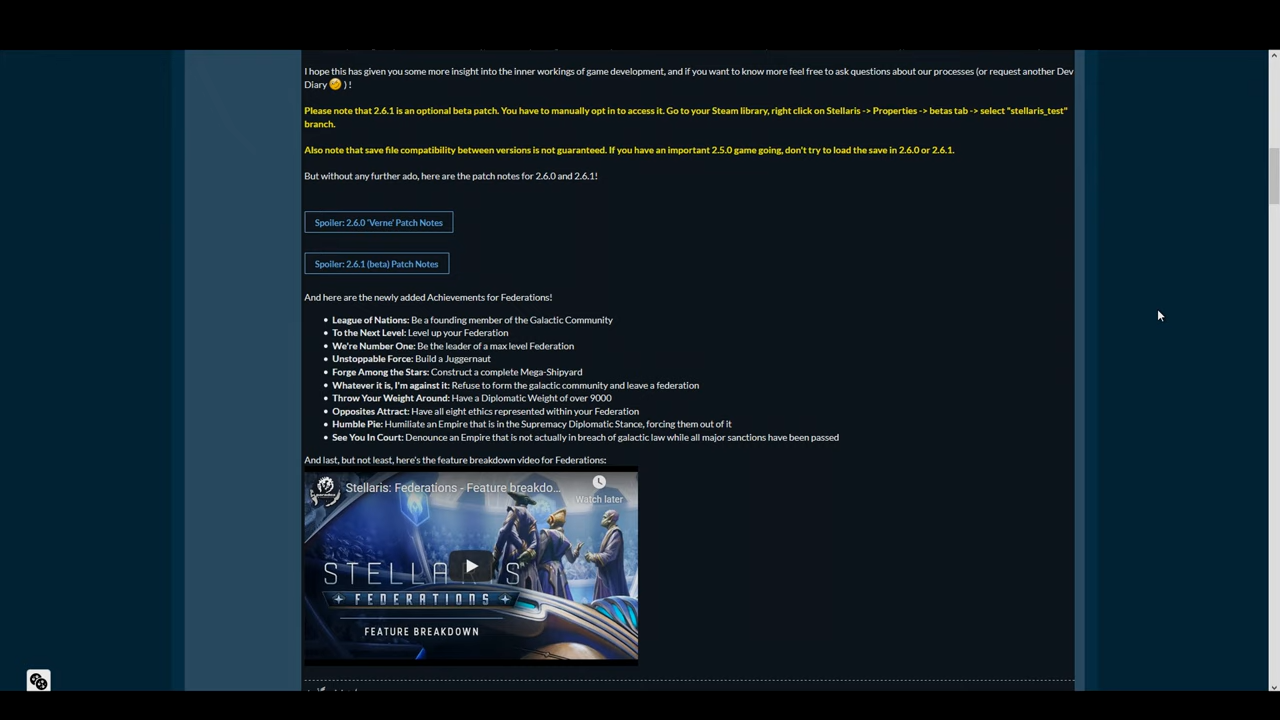 I hope this has given you some more insight into the inner workings of game development, and if you want to know more feel free to ask questions about our processes (or request another Dev
Diary ) !
Please note that 2.6.1 is an optional beta patch. You have to manually opt in to access it. Go to your Steam library, right click on Stellaris -> Properties -> betas tab -> select "stellaris_test"
branch.
Also note that save file compatibility between versions is not guaranteed. If you have an important 2.5.0 game going, don't try to load the save in 2.6.0 or 2.6.1.
But without any further ado, here are the patch notes for 2.6.0 and 2.6.1!
Spoiler: 2.6.0 'Verne' Patch Notes
Spoiler: 2.6.1 (beta) Patch Notes
And here are the newly added Achievements for Federations!
• League of Nations: Be a founding member of the Galactic Community
• To the Next Level: Level up your Federation
• We're Number One: Be the leader of a max level Federation
• Unstoppable Force: Build a Juggernaut
• Forge Among the Stars: Construct a complete Mega-Shipyard
• Whatever it is, I'm against it: Refuse to form the galactic community and leave a federation
• Throw Your Weight Around: Have a Diplomatic Weight of over 9000
• Opposites Attract: Have all eight ethics represented within your Federation
• Humble Pie: Humiliate an Empire that is in the Supremacy Diplomatic Stance, forcing them out of it
• See You In Court: Denounce an Empire that is not actually in breach of galactic law while all major sanctions have been passed
And last, but not least, here's the feature breakdown video for Federations:
Stellaris: Federations - Feature breakdo...
Watch later
STELLARIS
FEDERATIONS
FEATURE BREAKDOWN